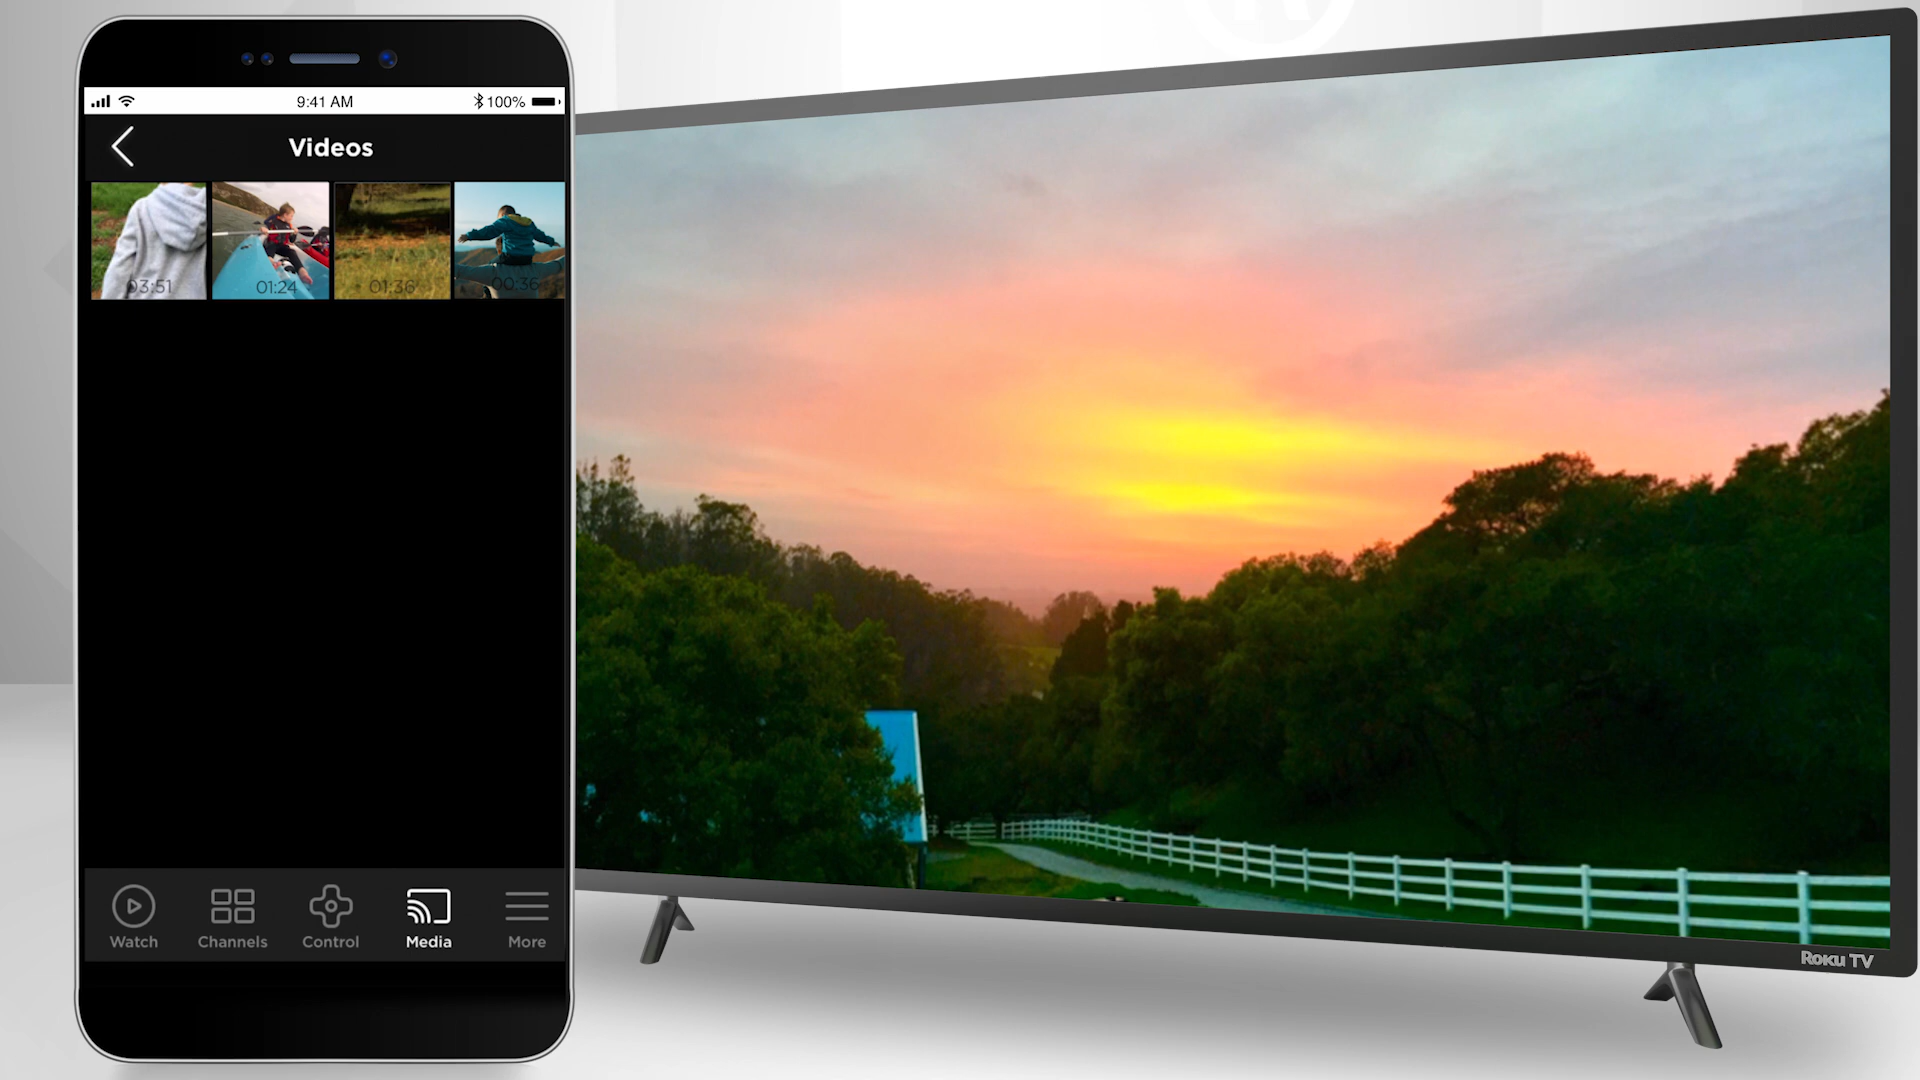 9:41 AM
100%
Videos
03:51
01:24
01:36
00:36
Watch
Channels
Control
Media
More
Roku TV